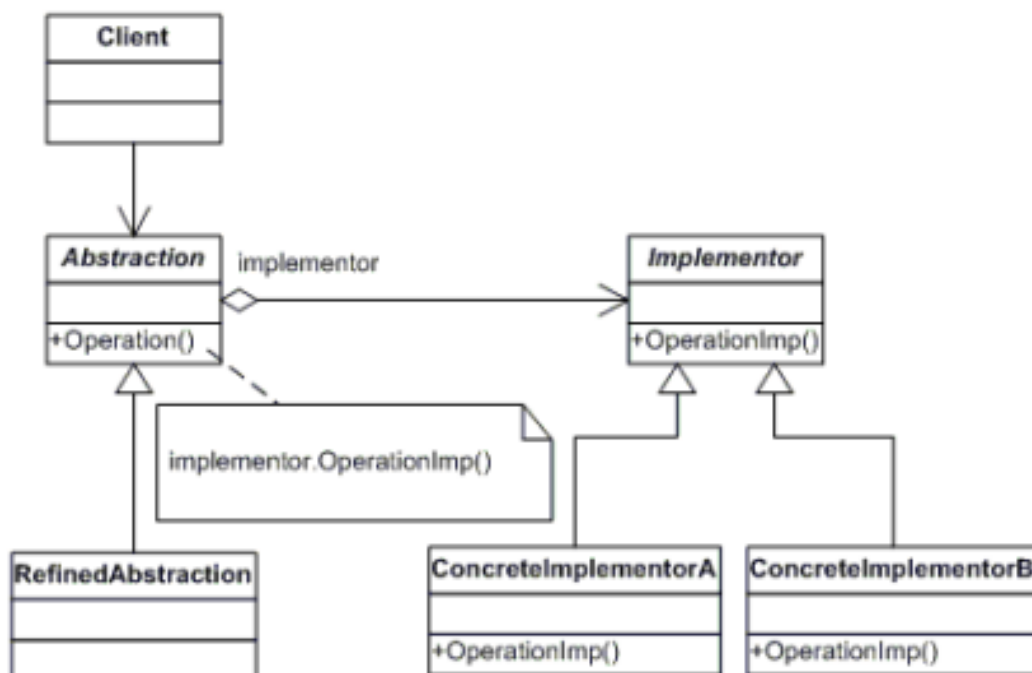 Client
Abstraction
implementor
Implementor
+Operation()
+OperationImp()
implementor.OperationImp()
RefinedAbstraction
ConcreteImplementorA
ConcreteImplementorB
+OperationImp()
+OperationImp()